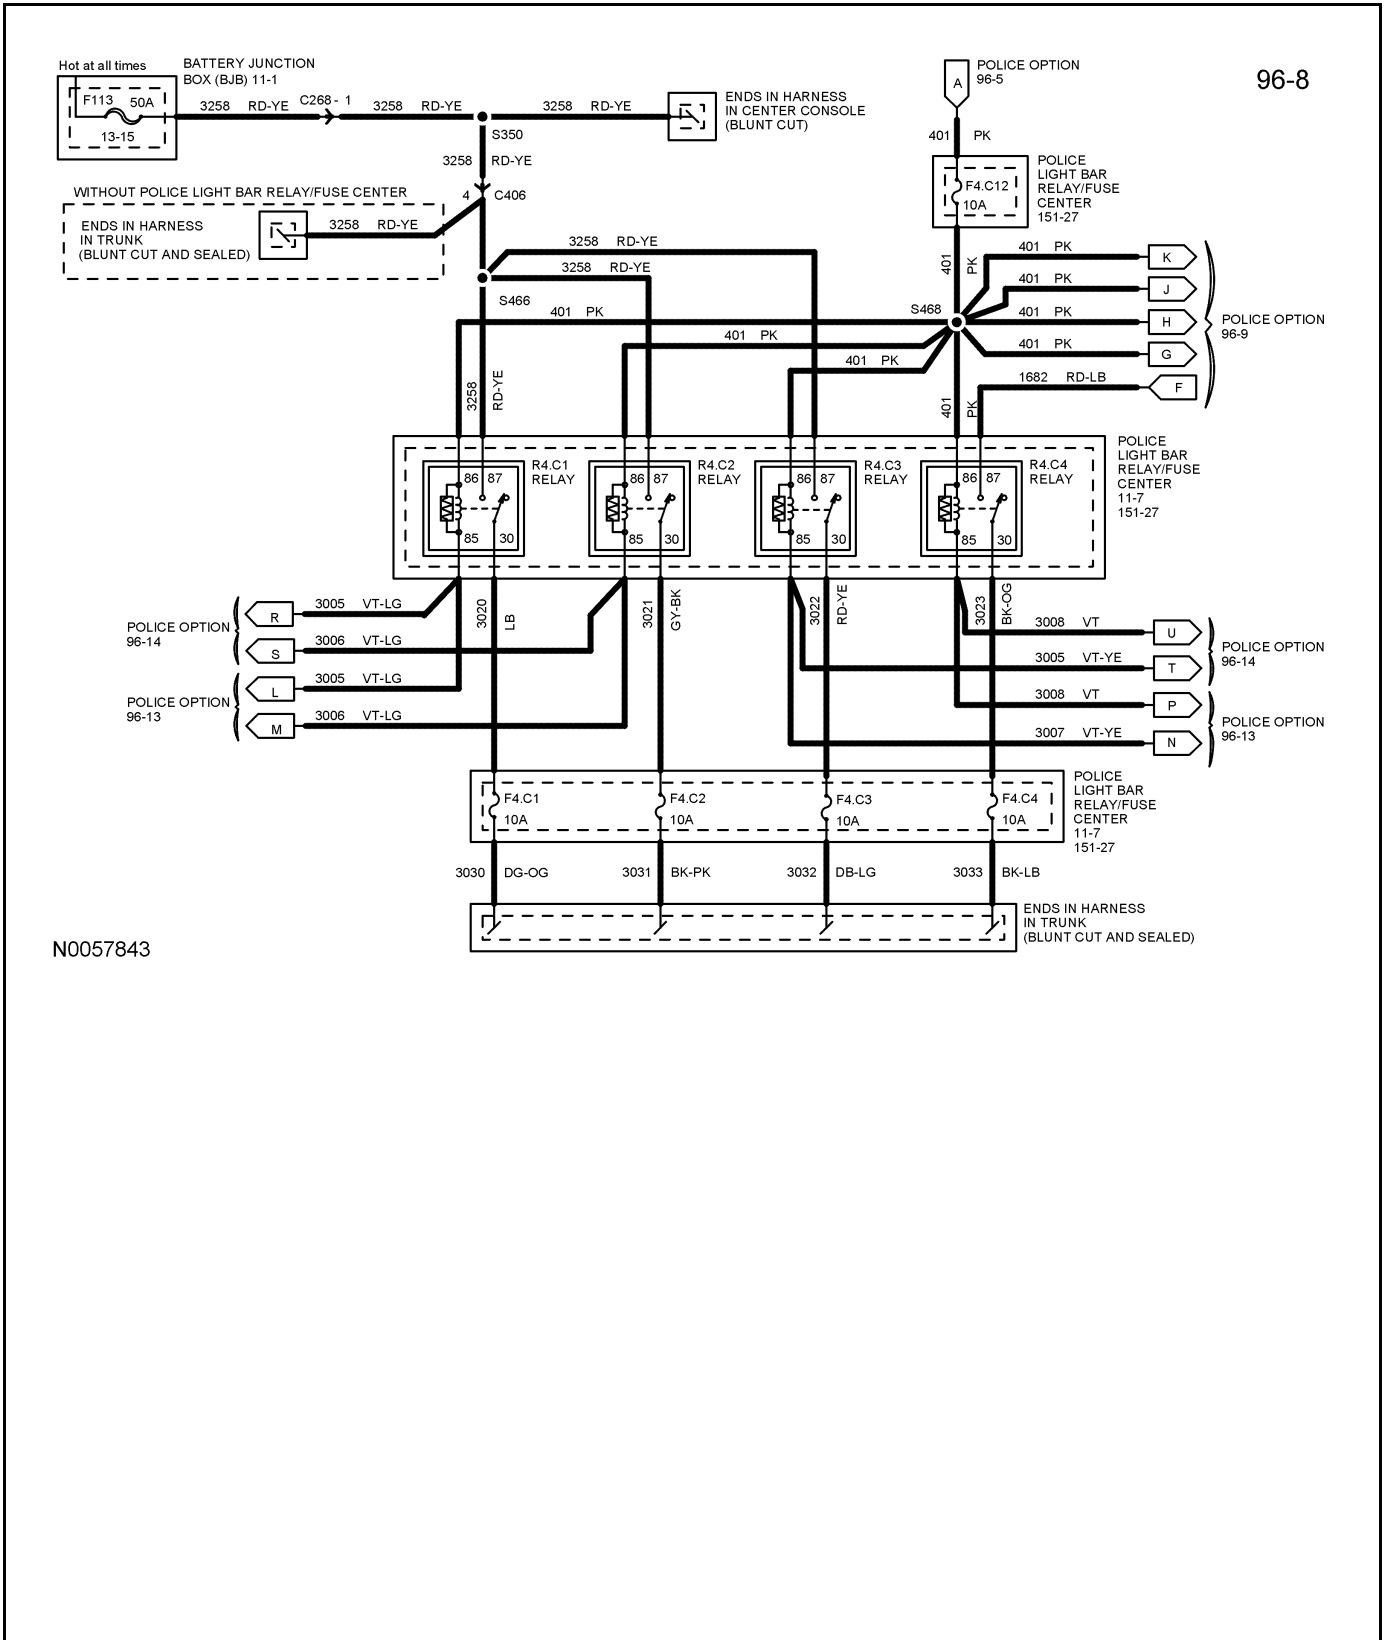 Hot at all times
BATTERY JUNCTION
BOX (BJB) 11-1
F113
50A
13-15
3258 RD-YE
C268 - 1
3258 RD-YE
3258 RD-YE
ENDS IN HARNESS
IN CENTER CONSOLE
(BLUNT CUT)
POLICE OPTION
96-5
A
96-8
S350
3258 RD-YE
4 C406
401 PK
POLICE
LIGHT BAR
RELAY/FUSE
CENTER
151-27
F4.C12
10A
WITHOUT POLICE LIGHT BAR RELAY/FUSE CENTER
ENDS IN HARNESS
IN TRUNK
(BLUNT CUT AND SEALED)
3258 RD-YE
3258 RD-YE
3258 RD-YE
S466
401 PK
401 PK
401 PK
401 PK
S468
401 PK
K
401 PK
J
401 PK
H
401 PK
G
1682 RD-LB
F
POLICE OPTION
96-9
3258 RD-YE
401 PK
POLICE
LIGHT BAR
RELAY/FUSE
CENTER
11-7
151-27
R4.C1
RELAY
86 87
85 30
R4.C2
RELAY
86 87
85 30
R4.C3
RELAY
86 87
85 30
R4.C4
RELAY
86 87
85 30
POLICE OPTION
96-14
R
3005 VT-LG
S
3006 VT-LG
POLICE OPTION
96-13
L
3005 VT-LG
M
3006 VT-LG
3020 LB
3021 GY-BK
3022 RD-YE
3023 BK-OG
3008 VT
U
3005 VT-YE
T
POLICE OPTION
96-14
3008 VT
P
3007 VT-YE
N
POLICE OPTION
96-13
F4.C1
10A
F4.C2
10A
F4.C3
10A
F4.C4
10A
POLICE
LIGHT BAR
RELAY/FUSE
CENTER
11-7
151-27
3030 DG-OG
3031 BK-PK
3032 DB-LG
3033 BK-LB
ENDS IN HARNESS
IN TRUNK
(BLUNT CUT AND SEALED)
N0057843